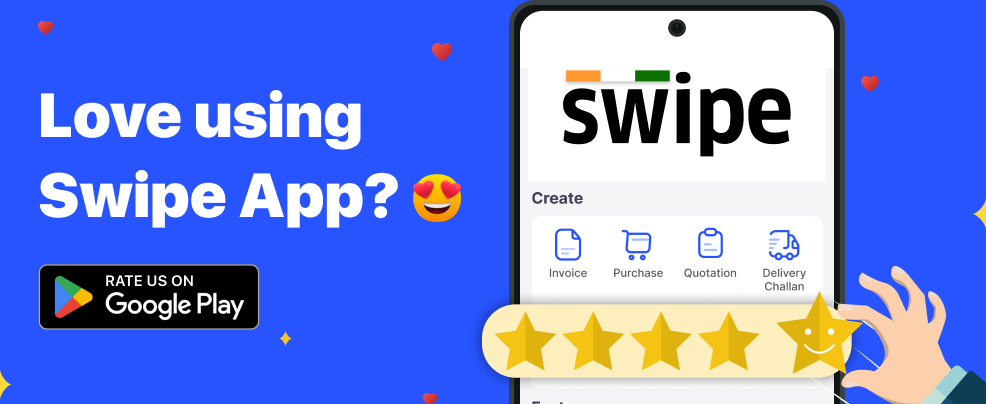 Love using
Swipe App?
RATE US ON
Google Play
swipe
Create
Invoice
Purchase
Quotation
Delivery
Challan